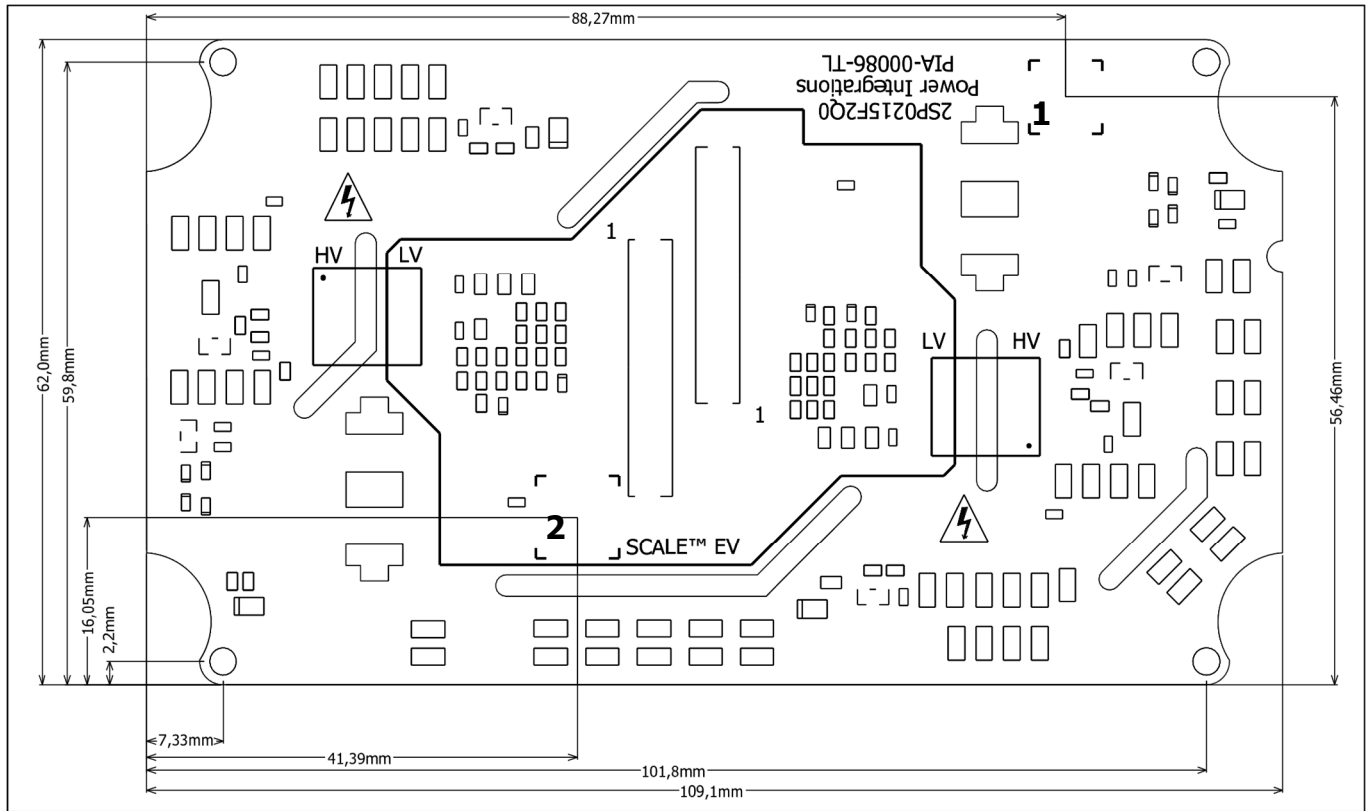 88,27mm
PIA-00086-TL
Power Integrations
2SP0215F2Q0
1
1
HV LV
LV HV
62,0mm
59,8mm
56,46mm
1
2
SCALE™ EV
16,05mm
2,2mm
7,33mm
41,39mm
101,8mm
109,1mm